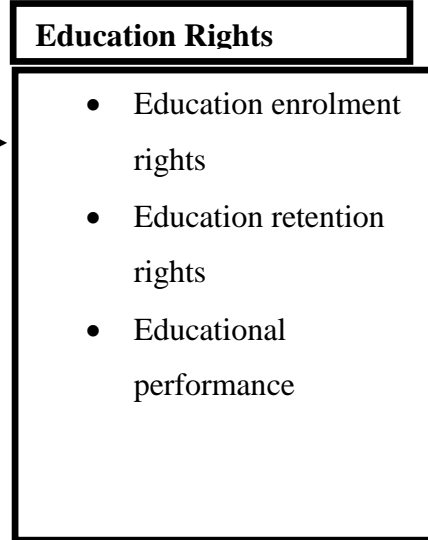 Education Rights
• Education enrolment
rights
• Education retention
rights
• Educational
performance